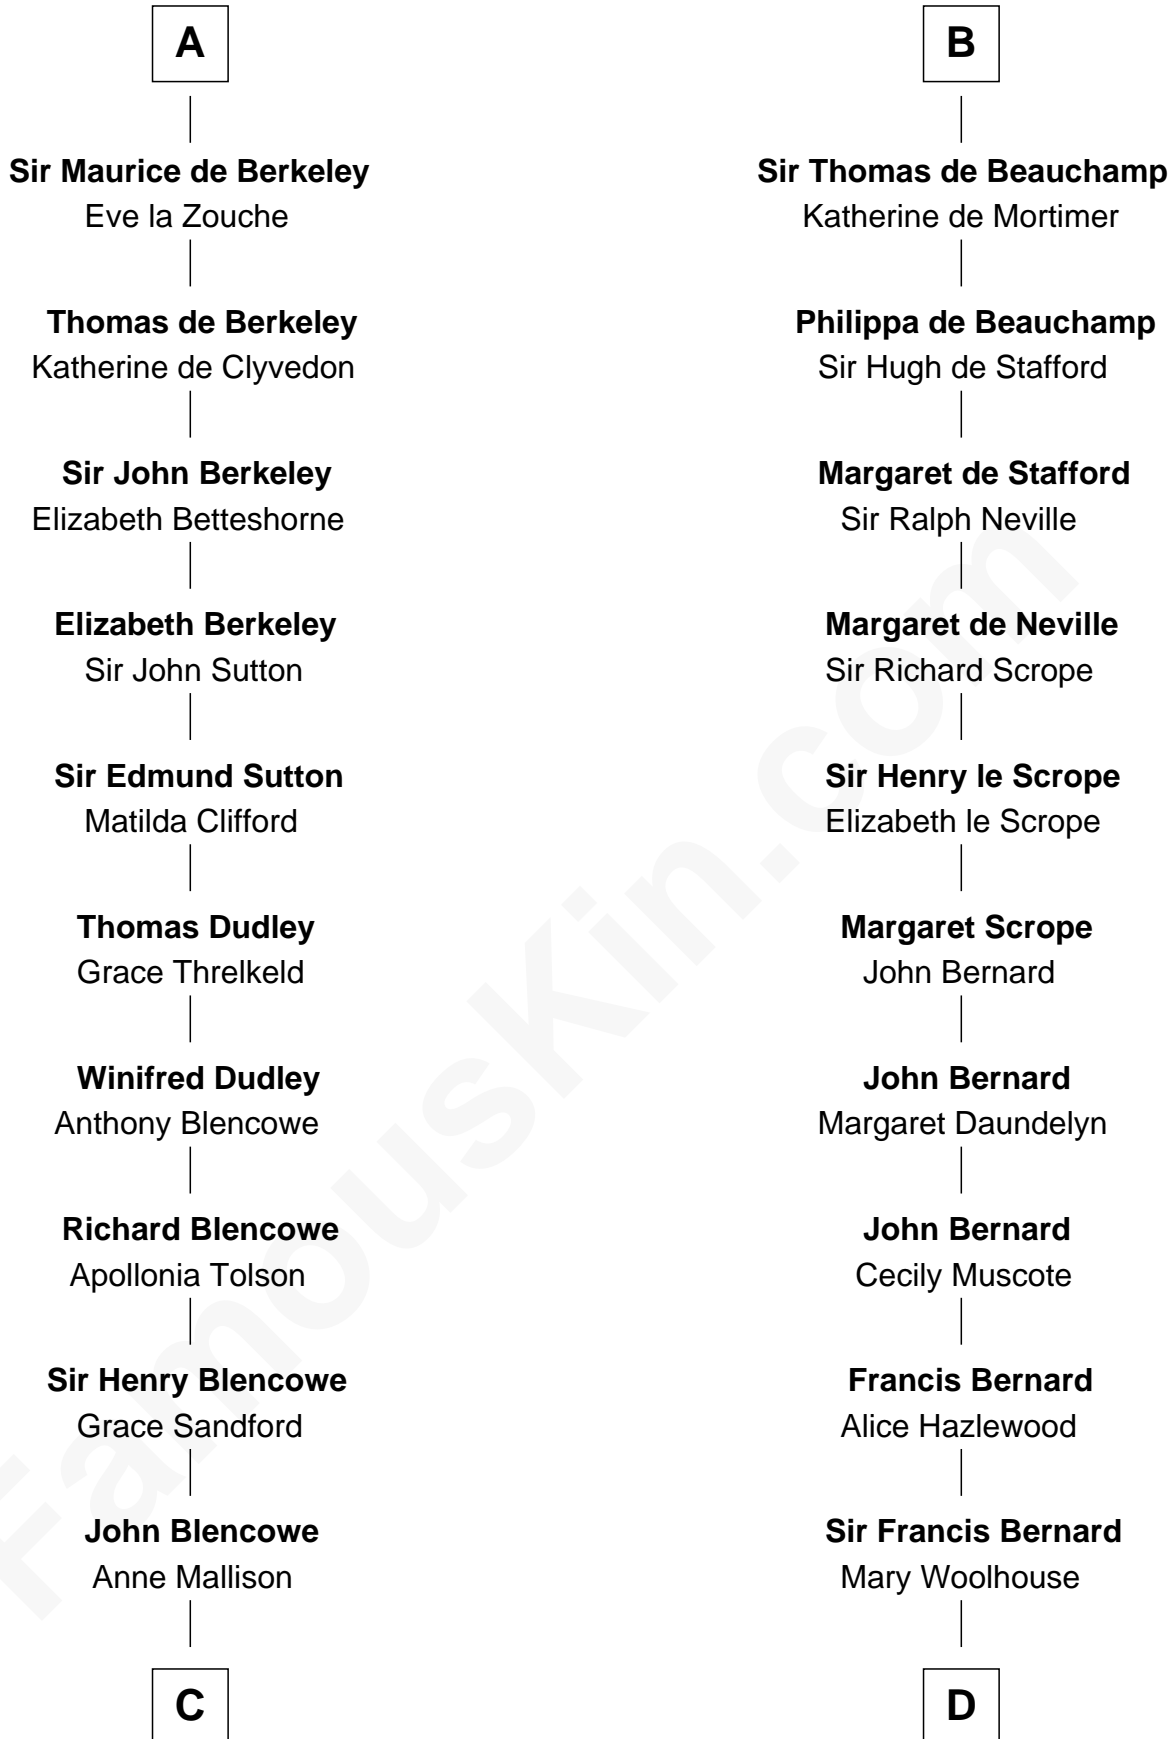 A
Sir Maurice de Berkeley
Eve la Zouche
Thomas de Berkeley
Katherine de Clyvedon
Sir John Berkeley
Elizabeth Betteshorne
Elizabeth Berkeley
Sir John Sutton
Sir Edmund Sutton
Matilda Clifford
Thomas Dudley
Grace Threlkeld
Winifred Dudley
Anthony Blencowe
Richard Blencowe
Apollonia Tolson
Sir Henry Blencowe
Grace Sandford
John Blencowe
Anne Mallison
C
B
Sir Thomas de Beauchamp
Katherine de Mortimer
Philippa de Beauchamp
Sir Hugh de Stafford
Margaret de Stafford
Sir Ralph Neville
Margaret de Neville
Sir Richard Scrope
Sir Henry le Scrope
Elizabeth le Scrope
Margaret Scrope
John Bernard
John Bernard
Margaret Daundelyn
John Bernard
Cecily Muscote
Francis Bernard
Alice Hazlewood
Sir Francis Bernard
Mary Woolhouse
D
FamousKin.com